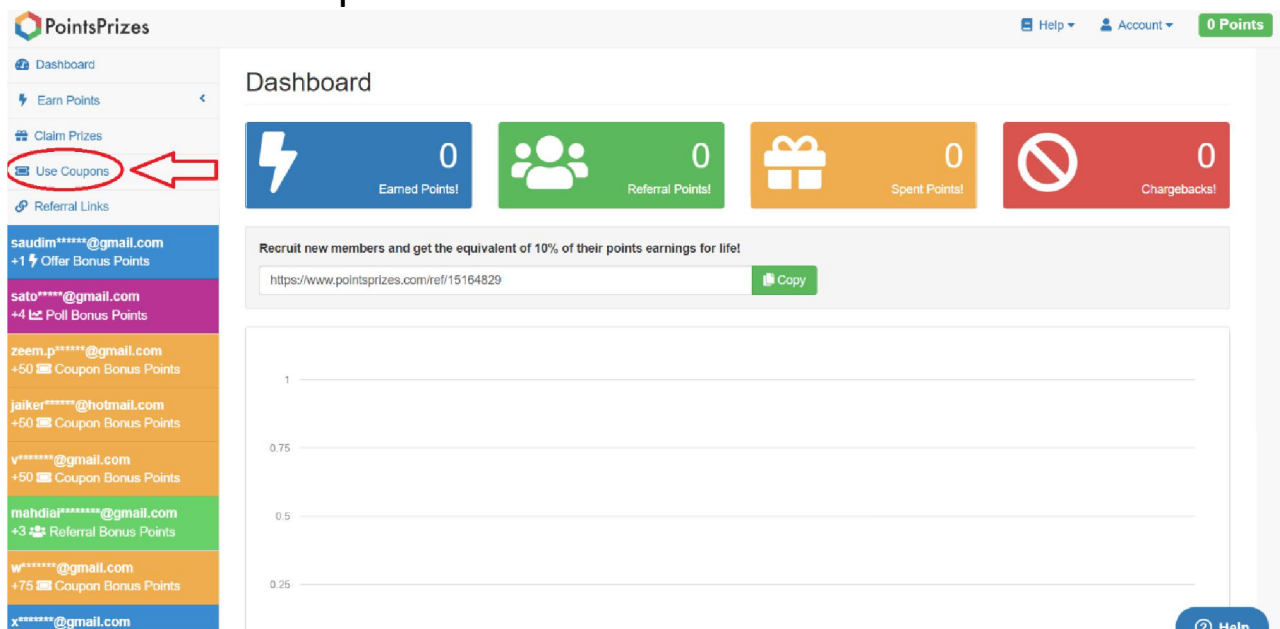 PointsPrizes
Help
Account
0 Points
Dashboard
Earn Points
Claim Prizes
Use Coupons
Referral Links
saudim******@gmail.com
+1 Offer Bonus Points
sato*****@gmail.com
+4 Poll Bonus Points
zeem.p******@gmail.com
+50 Coupon Bonus Points
jaiker******@hotmail.com
+50 Coupon Bonus Points
v*******@gmail.com
+50 Coupon Bonus Points
mahdiai********@gmail.com
+3 Referral Bonus Points
w*******@gmail.com
+75 Coupon Bonus Points
x*******@gmail.com
Dashboard
0
Earned Points!
0
Referral Points!
0
Spent Points!
0
Chargebacks!
Recruit new members and get the equivalent of 10% of their points earnings for life!
https://www.pointsprizes.com/ref/15164829
Copy
1
0.75
0.5
0.25
Help